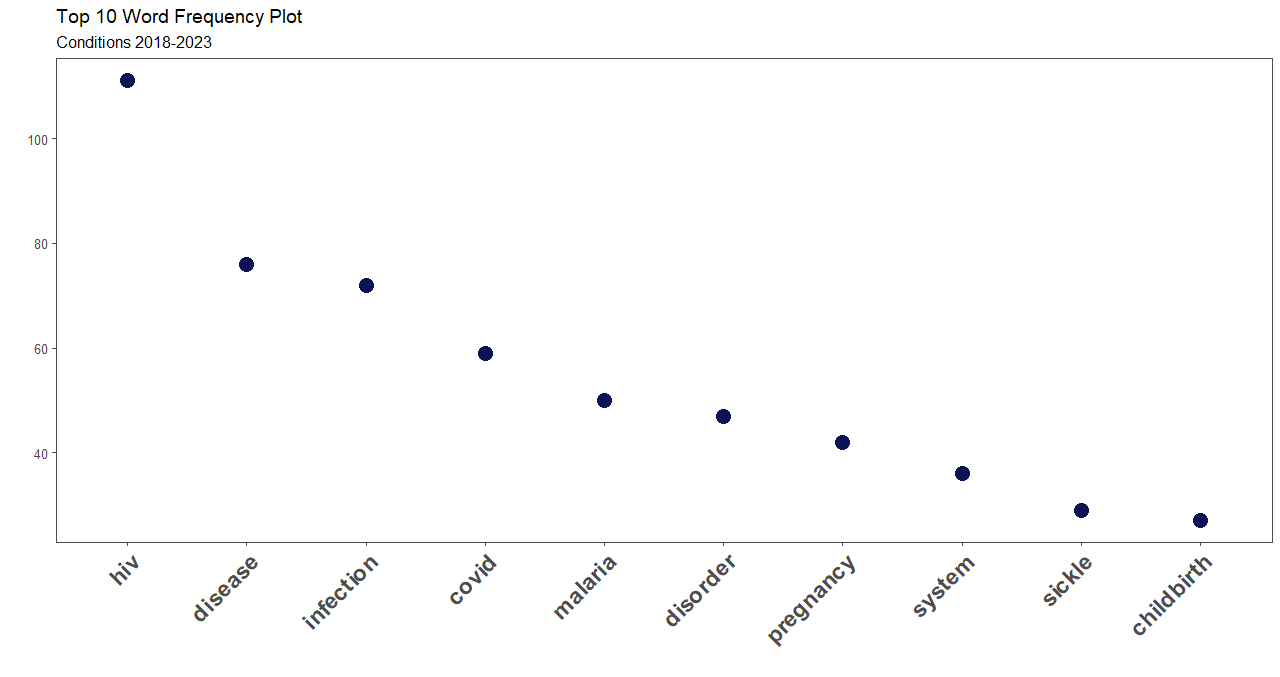 Top 10 Word Frequency Plot
Conditions 2018-2023
100
80
60
40
hiv
disease
infection
covid
malaria
disorder
pregnancy
system
sickle
childbirth